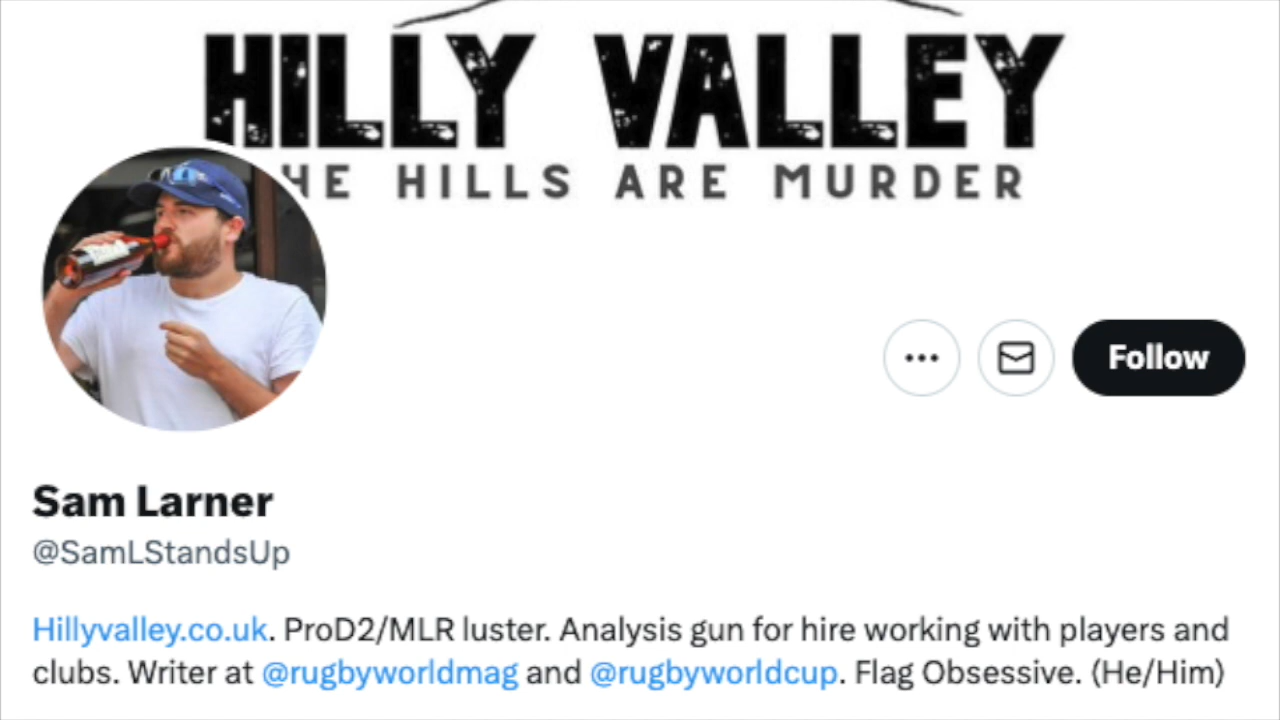 HILLY VALLEY
HE HILLS ARE MURDER
Follow
Sam Larner
@SamLStandsUp
Hillyvalley.co.uk. ProD2/MLR luster. Analysis gun for hire working with players and
clubs. Writer at @rugbyworldmag and @rugbyworldcup. Flag Obsessive. (He/Him)